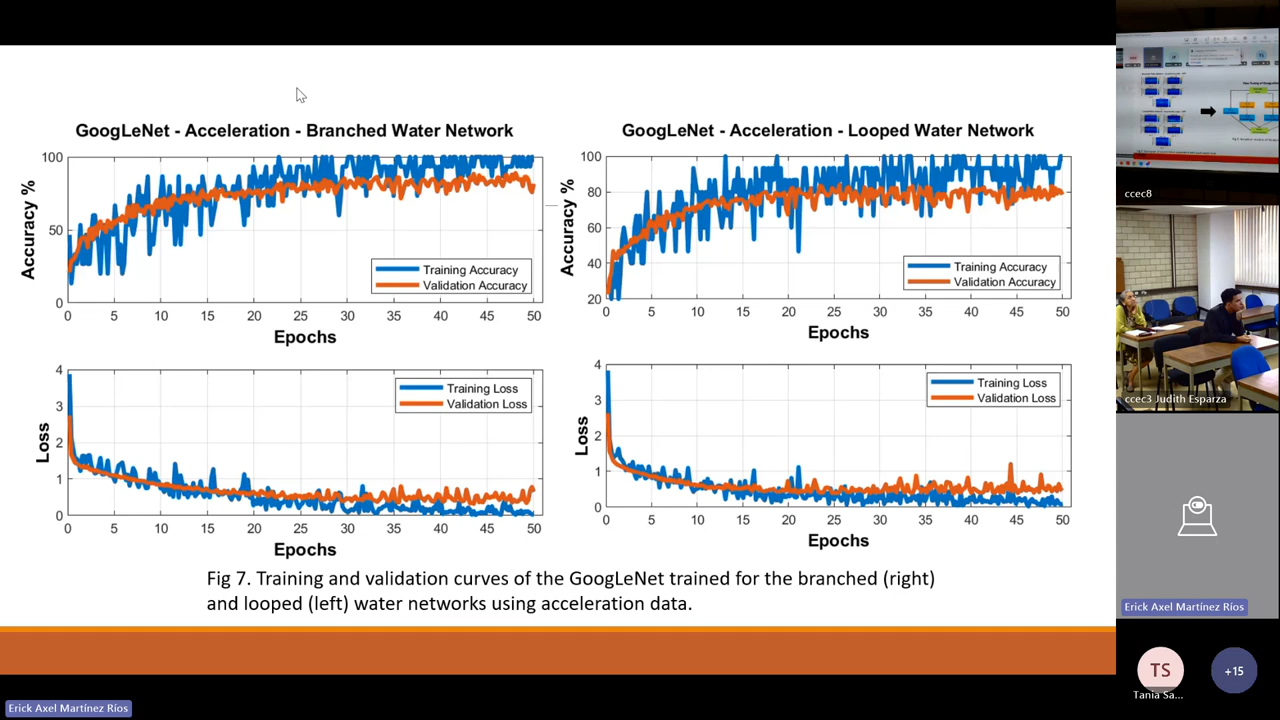 GoogLeNet - Acceleration - Branched Water Network
100
50
0
Accuracy %
Training Accuracy
Validation Accuracy
0 5 10 15 20 25 30 35 40 45 50
Epochs
GoogLeNet - Acceleration - Looped Water Network
100
80
60
40
20
Accuracy %
Training Accuracy
Validation Accuracy
0 5 10 15 20 25 30 35 40 45 50
Epochs
4
3
2
1
0
Loss
Training Loss
Validation Loss
0 5 10 15 20 25 30 35 40 45 50
Epochs
4
3
2
1
0
Loss
Training Loss
Validation Loss
0 5 10 15 20 25 30 35 40 45 50
Epochs
Fig 7. Training and validation curves of the GoogLeNet trained for the branched (right)
and looped (left) water networks using acceleration data.
Erick Axel Martínez Ríos
ccec8
ccec3 Judith Esparza
Erick Axel Martínez Ríos
TS
Tania Sa...
+15